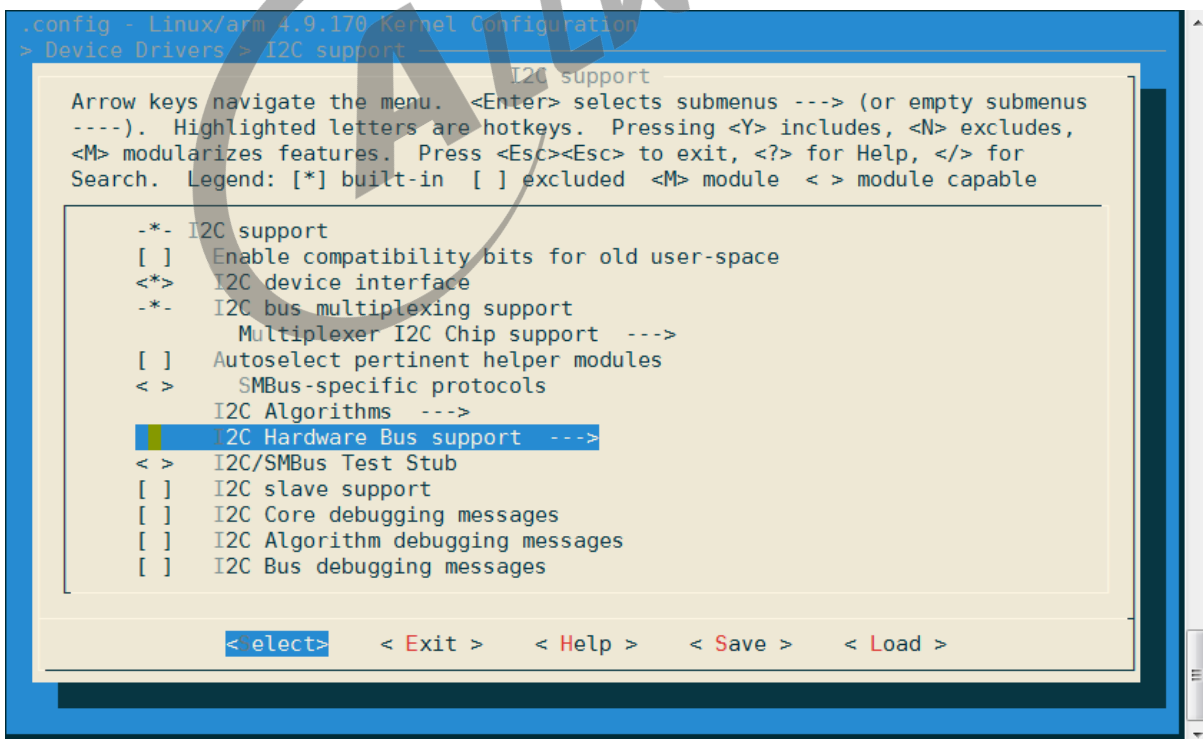 .config - Linux/arm 4.9.170 Kernel Configuration
> Device Drivers > I2C support
I2C support
Arrow keys navigate the menu. <Enter> selects submenus ---> (or empty submenus
----). Highlighted letters are hotkeys. Pressing <Y> includes, <N> excludes,
<M> modularizes features. Press <Esc><Esc> to exit, <?> for Help, </> for
Search. Legend: [*] built-in [ ] excluded <M> module < > module capable
-*- I2C support
[ ] Enable compatibility bits for old user-space
<*> I2C device interface
-*- I2C bus multiplexing support
Multiplexer I2C Chip support --->
[ ] Autoselect pertinent helper modules
< > SMBus-specific protocols
I2C Algorithms --->
I2C Hardware Bus support --->
< > I2C/SMBus Test Stub
[ ] I2C slave support
[ ] I2C Core debugging messages
[ ] I2C Algorithm debugging messages
[ ] I2C Bus debugging messages
<Select> < Exit > < Help > < Save > < Load >